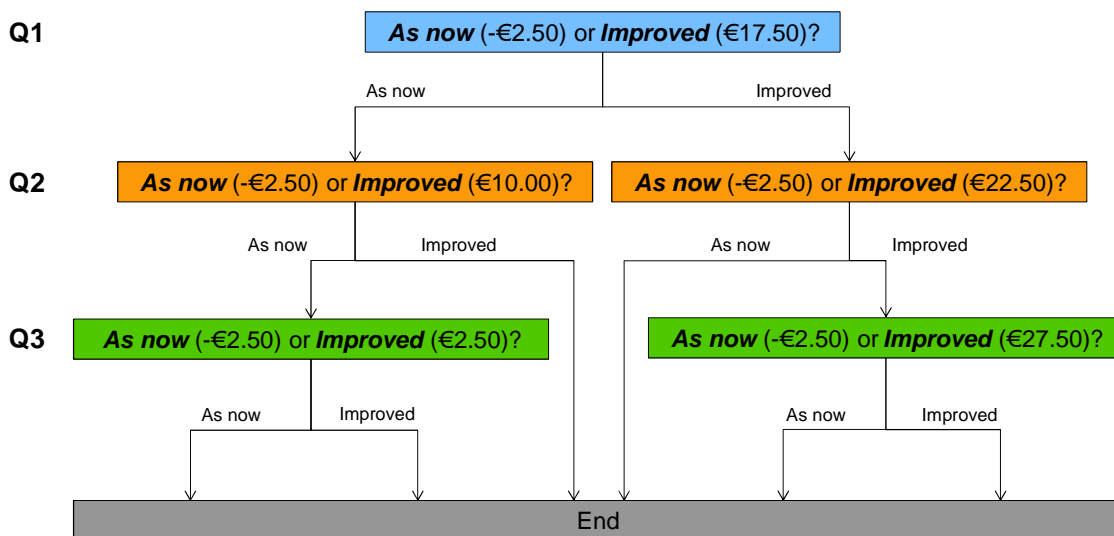 Q1
As now (-€2.50) or Improved (€17.50)?
As now
Improved
Q2
As now (-€2.50) or Improved (€10.00)?
As now (-€2.50) or Improved (€22.50)?
As now
Improved
As now
Improved
Q3
As now (-€2.50) or Improved (€2.50)?
As now (-€2.50) or Improved (€27.50)?
As now
Improved
As now
Improved
End